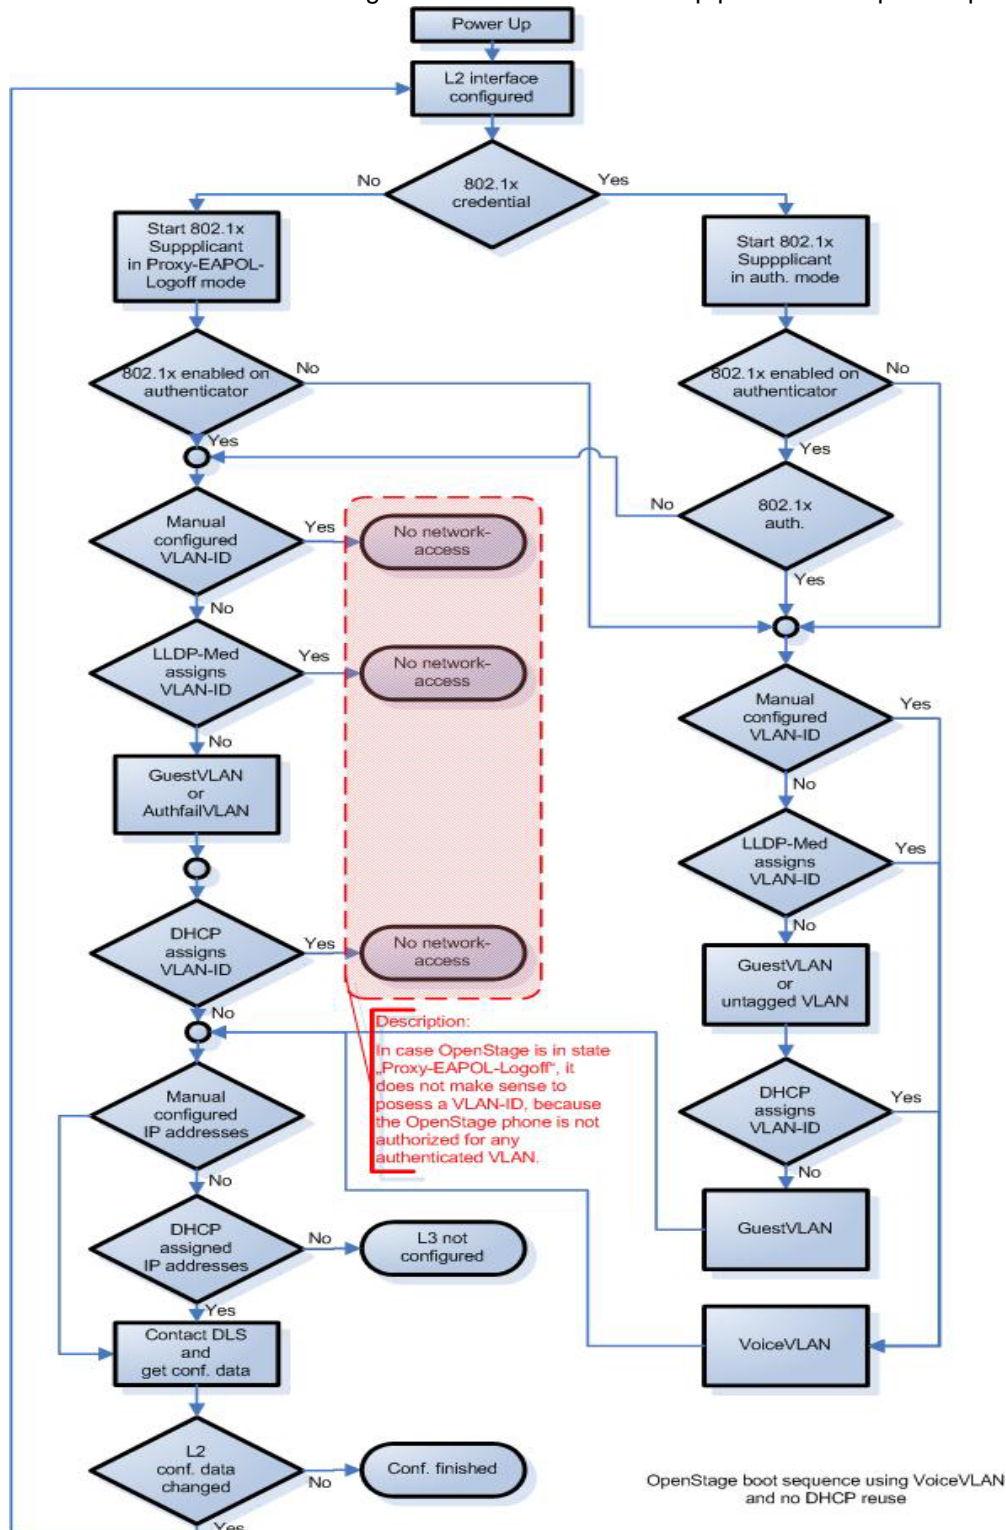 Power Up
L2 interface
configured
802.1x
credential
No
Yes
Start 802.1x
Suppplicant
in Proxy-EAPOL-
Logoff mode
Start 802.1x
Suppplicant
in auth. mode
802.1x enabled on
authenticator
No
Yes
802.1x enabled on
authenticator
No
Yes
802.1x
auth.
No
Yes
Manual
configured
VLAN-ID
Yes
No
No network-
access
LLDP-Med
assigns
VLAN-ID
Yes
No
No network-
access
Manual
configured
VLAN-ID
Yes
No
GuestVLAN
or
AuthfailVLAN
LLDP-Med
assigns
VLAN-ID
Yes
No
DHCP
assigns
VLAN-ID
Yes
No
No network-
access
GuestVLAN
or
untagged VLAN
Description:
In case OpenStage is in state
„Proxy-EAPOL-Logoff“, it
does not make sense to
posess a VLAN-ID, because
the OpenStage phone is not
authorized for any
authenticated VLAN.
Manual
configured
IP addresses
No
DHCP
assigns
VLAN-ID
Yes
No
DHCP
assigned
IP addresses
No
Yes
L3 not
configured
GuestVLAN
Contact DLS
and
get conf. data
VoiceVLAN
L2
conf. data
changed
No
Yes
Conf. finished
OpenStage boot sequence using VoiceVLAN
and no DHCP reuse